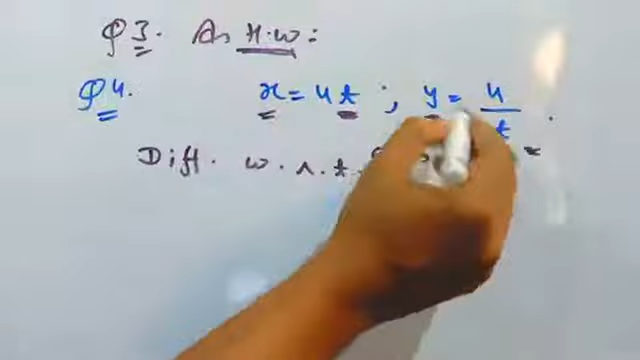 Q3. As H.W:
Q4. x = 4t ; y = 4/t .
Diff. w.r.t.